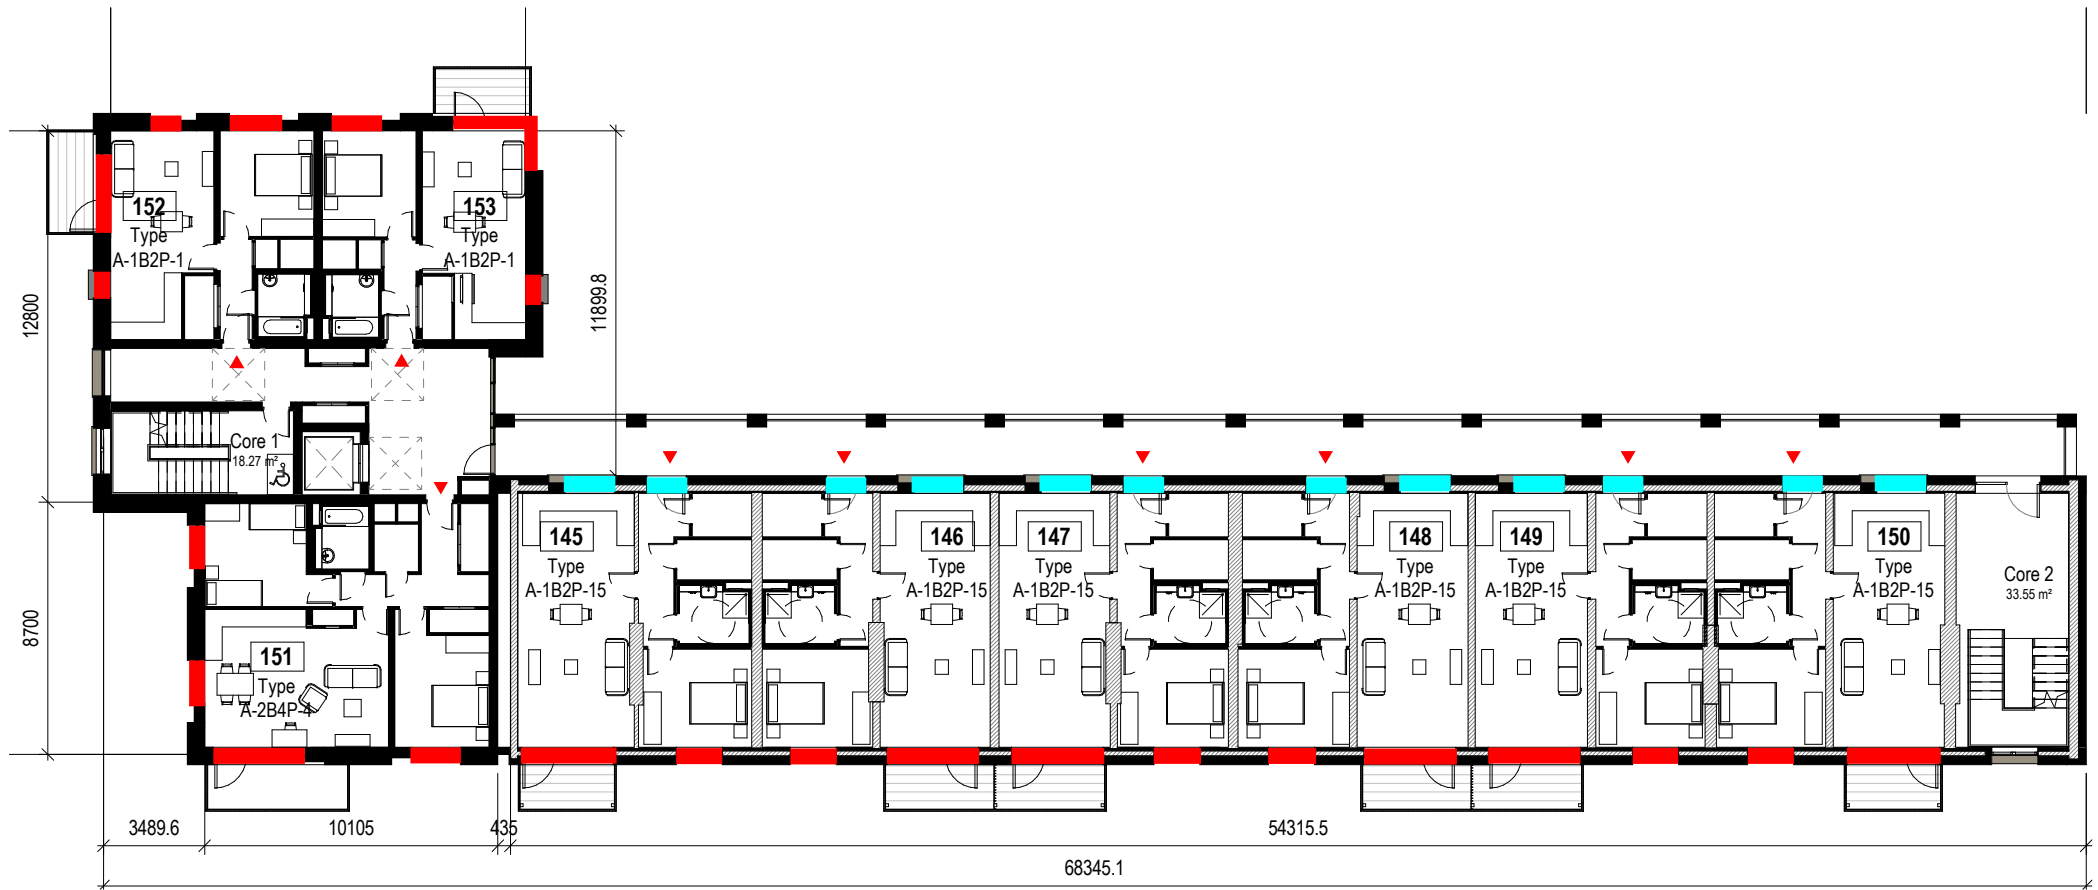 152
Type
A-1B2P-1
153
Type
A-1B2P-1
12800
11899.8
Core 1
18.27 m²
8700
151
Type
A-2B4P-4
145
Type
A-1B2P-15
146
Type
A-1B2P-15
147
Type
A-1B2P-15
148
Type
A-1B2P-15
149
Type
A-1B2P-15
150
Type
A-1B2P-15
Core 2
33.55 m²
3489.6
10105
435
54315.5
68345.1